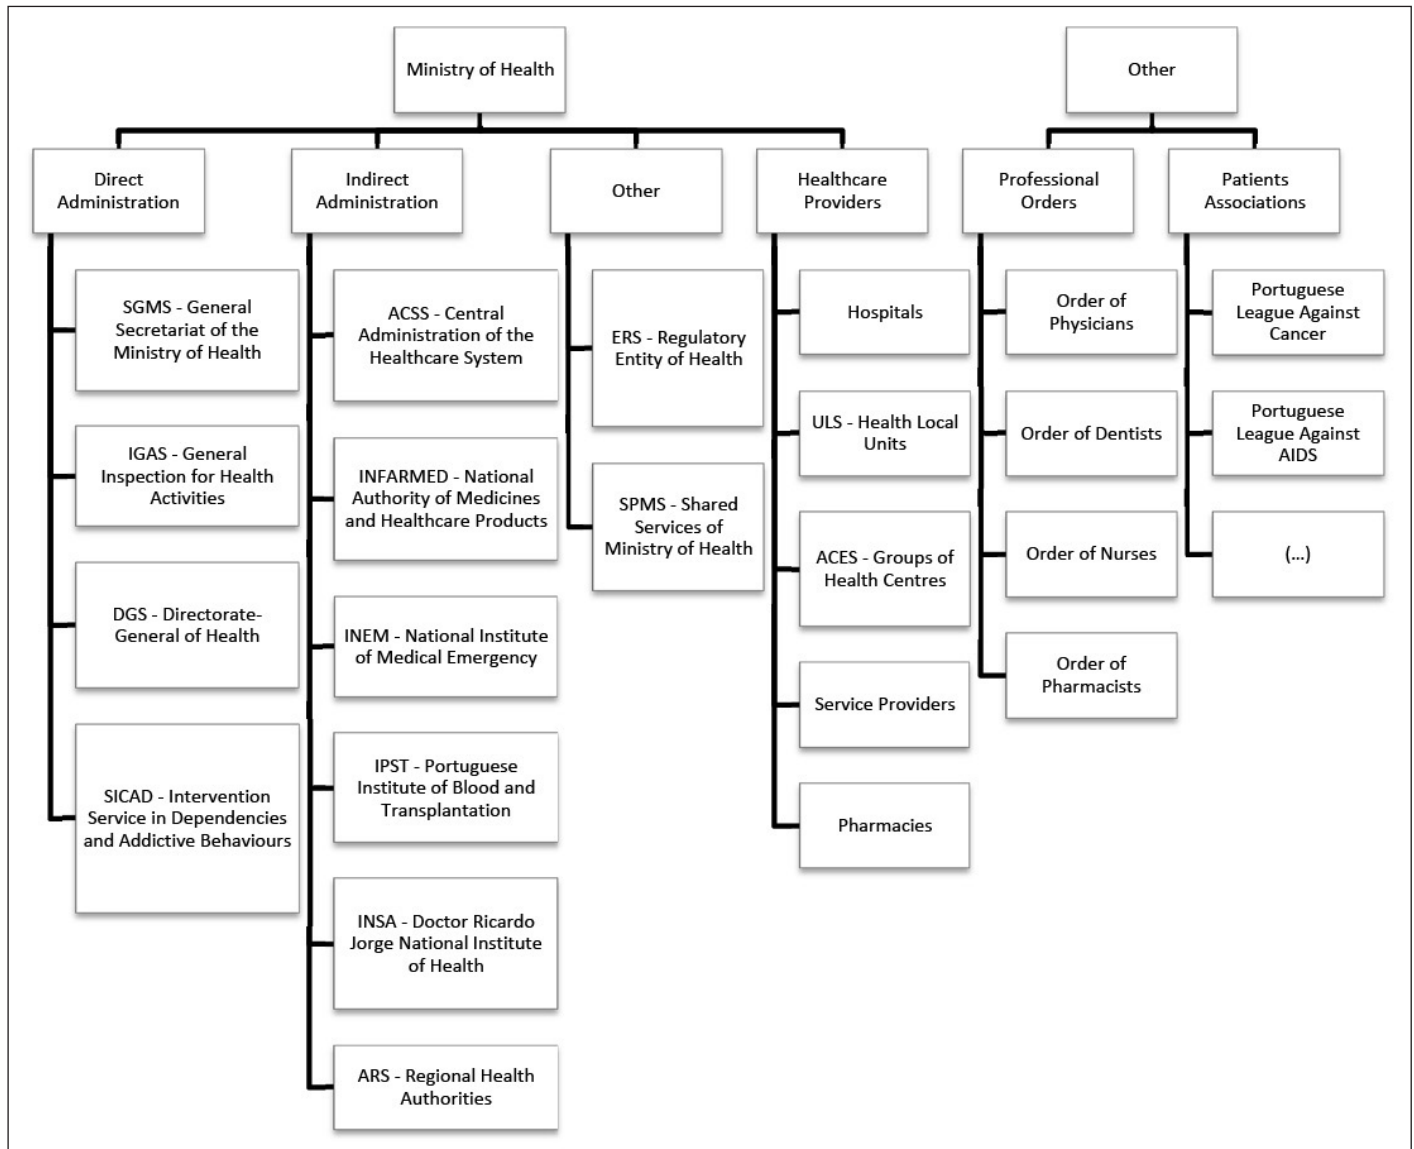 Ministry of Health
Other
Direct
Administration
Indirect
Administration
Other
Healthcare
Providers
Professional
Orders
Patients
Associations
SGMS - General
Secretariat of the
Ministry of Health
IGAS - General
Inspection for Health
Activities
DGS - Directorate-
General of Health
SICAD - Intervention
Service in Dependencies
and Addictive Behaviours
ACSS - Central
Administration of the
Healthcare System
INFARMED - National
Authority of Medicines
and Healthcare Products
INEM - National Institute
of Medical Emergency
IPST - Portuguese
Institute of Blood and
Transplantation
INSA - Doctor Ricardo
Jorge National Institute
of Health
ARS - Regional Health
Authorities
ERS - Regulatory
Entity of Health
SPMS - Shared
Services of
Ministry of Health
Hospitals
ULS - Health Local
Units
ACES - Groups of
Health Centres
Service Providers
Pharmacies
Order of
Physicians
Order of Dentists
Order of Nurses
Order of
Pharmacists
Portuguese
League Against
Cancer
Portuguese
League Against
AIDS
(...)